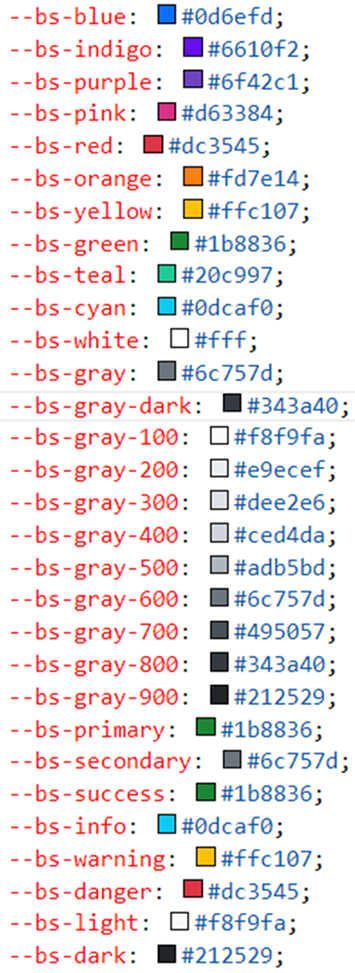 --bs-blue: #0d6efd;
--bs-indigo: #6610f2;
--bs-purple: #6f42c1;
--bs-pink: #d63384;
--bs-red: #dc3545;
--bs-orange: #fd7e14;
--bs-yellow: #ffc107;
--bs-green: #1b8836;
--bs-teal: #20c997;
--bs-cyan: #0dcaf0;
--bs-white: #fff;
--bs-gray: #6c757d;
--bs-gray-dark: #343a40;
--bs-gray-100: #f8f9fa;
--bs-gray-200: #e9ecef;
--bs-gray-300: #dee2e6;
--bs-gray-400: #ced4da;
--bs-gray-500: #adb5bd;
--bs-gray-600: #6c757d;
--bs-gray-700: #495057;
--bs-gray-800: #343a40;
--bs-gray-900: #212529;
--bs-primary: #1b8836;
--bs-secondary: #6c757d;
--bs-success: #1b8836;
--bs-info: #0dcaf0;
--bs-warning: #ffc107;
--bs-danger: #dc3545;
--bs-light: #f8f9fa;
--bs-dark: #212529;